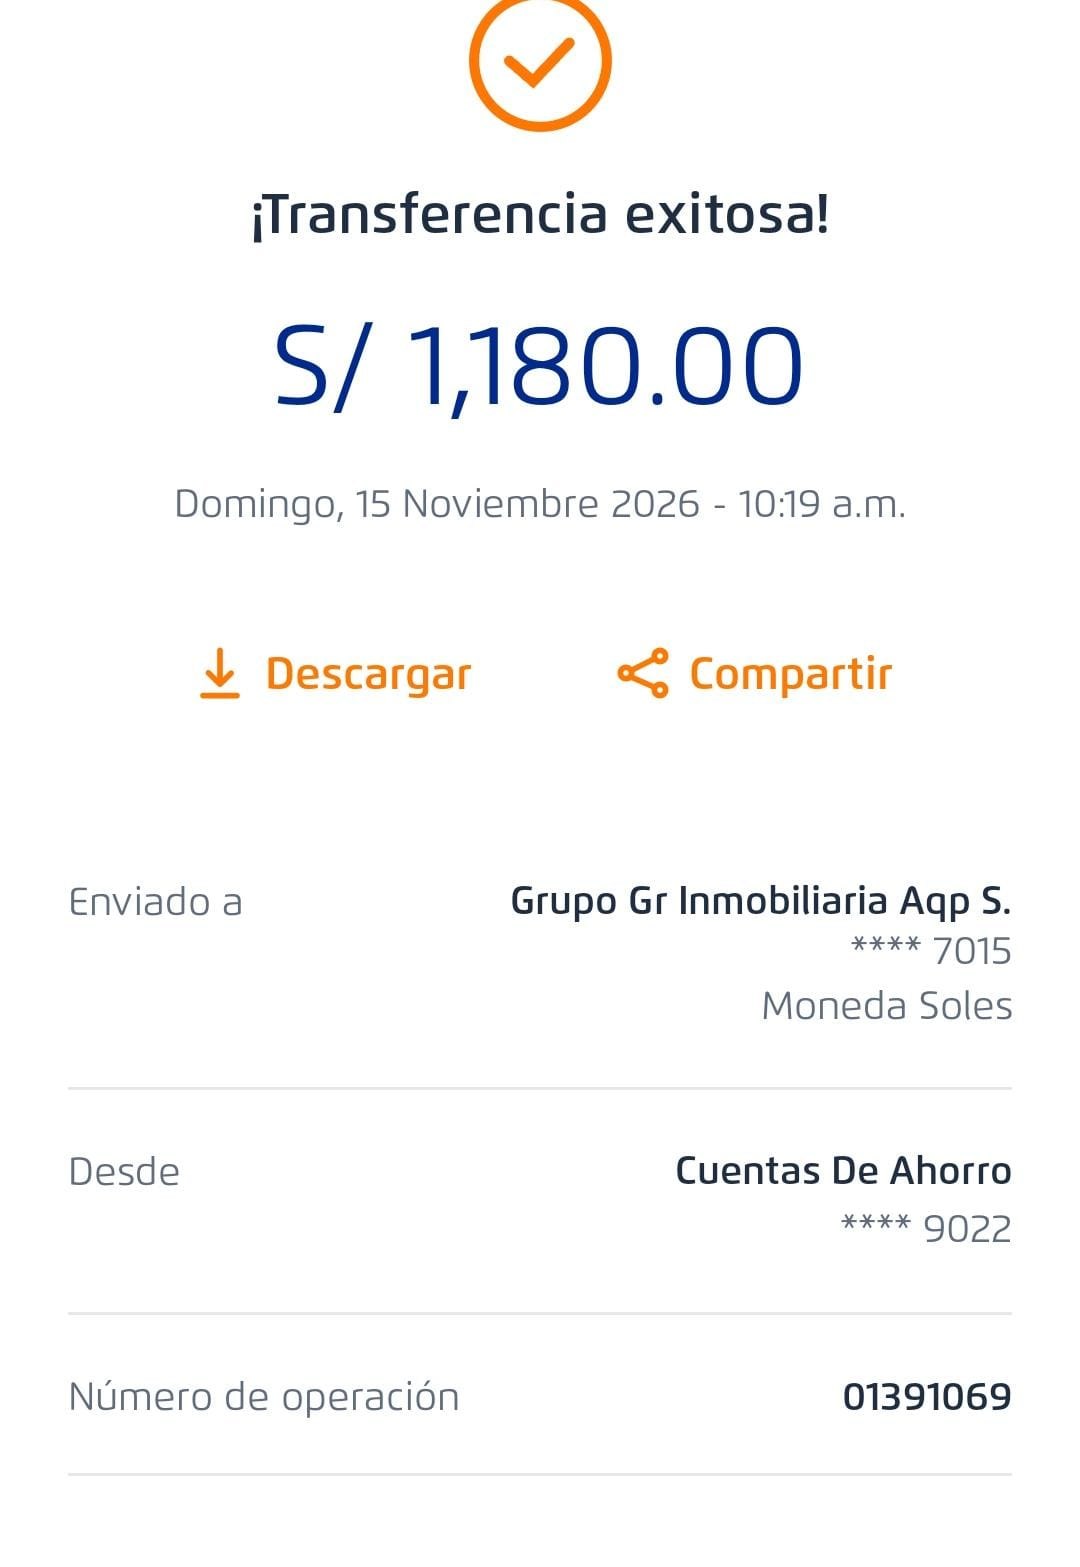 ¡Transferencia exitosa!
S/ 1,180.00
Domingo, 15 Noviembre 2026 - 10:19 a.m.
Descargar
Compartir
Enviado a
Grupo Gr Inmobiliaria Aqp S.
**** 7015
Moneda Soles
Desde
Cuentas De Ahorro
**** 9022
Número de operación
01391069